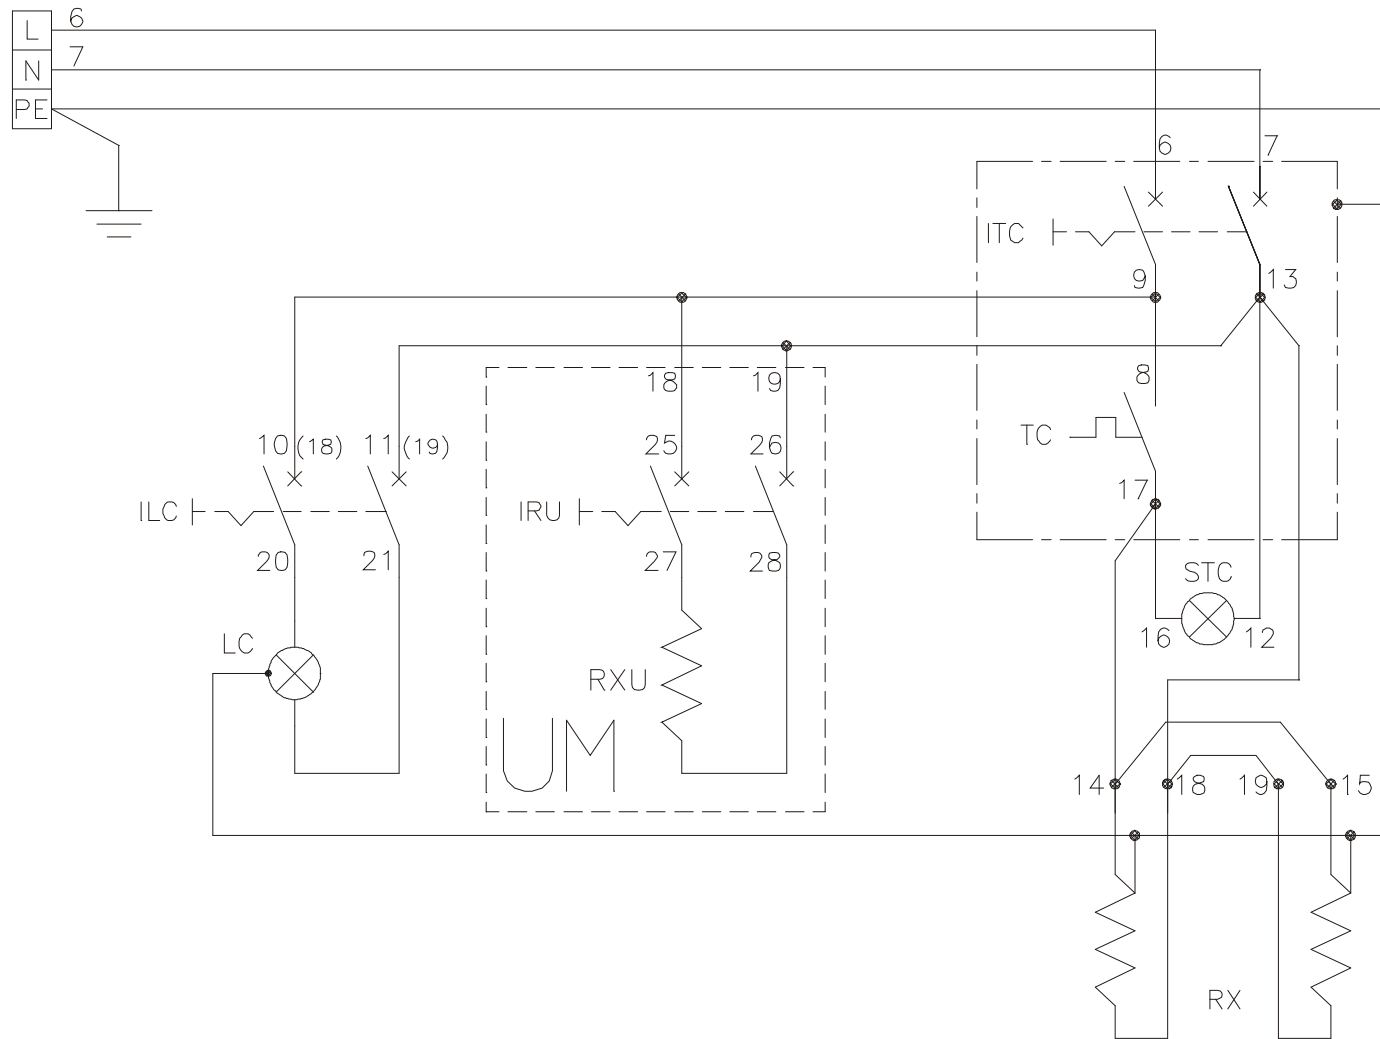 L 6
N 7
PE
6 7
ITC
9 13
8
18 19
TC
10 (18) 11 (19) 25 26
17
ILC IRU
20 21 27 28
STC
16 12
LC
RXU
UM
14 18 19 15
RX